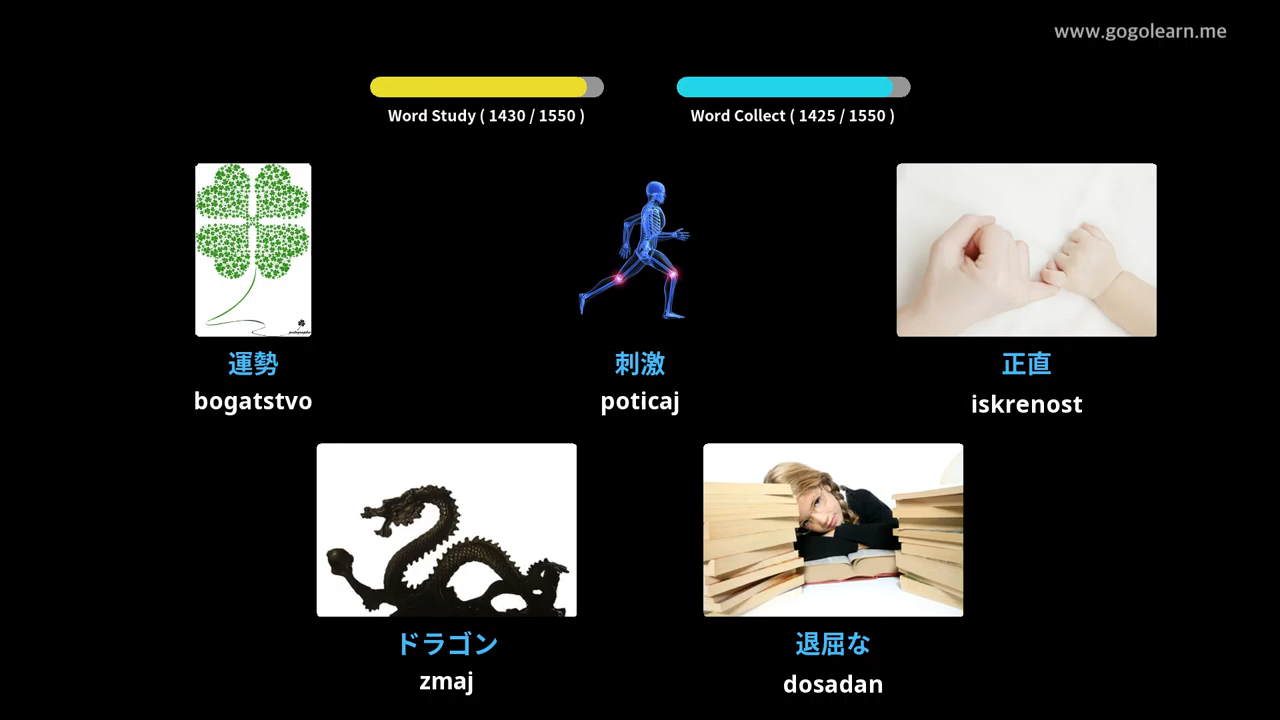 www.gogolearn.me
Word Study ( 1430 / 1550 )
Word Collect ( 1425 / 1550 )
運勢
bogatstvo
刺激
poticaj
正直
iskrenost
ドラゴン
zmaj
退屈な
dosadan